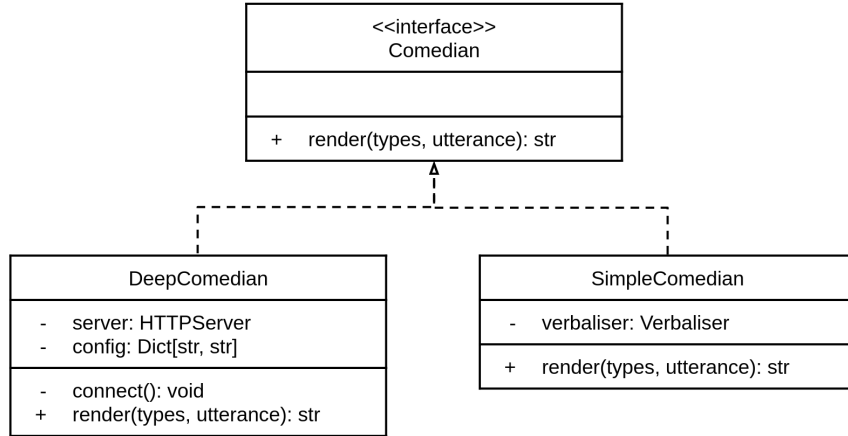 <<interface>>
Comedian
+ render(types, utterance): str
DeepComedian
- server: HTTPServer
- config: Dict[str, str]
- connect(): void
+ render(types, utterance): str
SimpleComedian
- verbaliser: Verbaliser
+ render(types, utterance): str